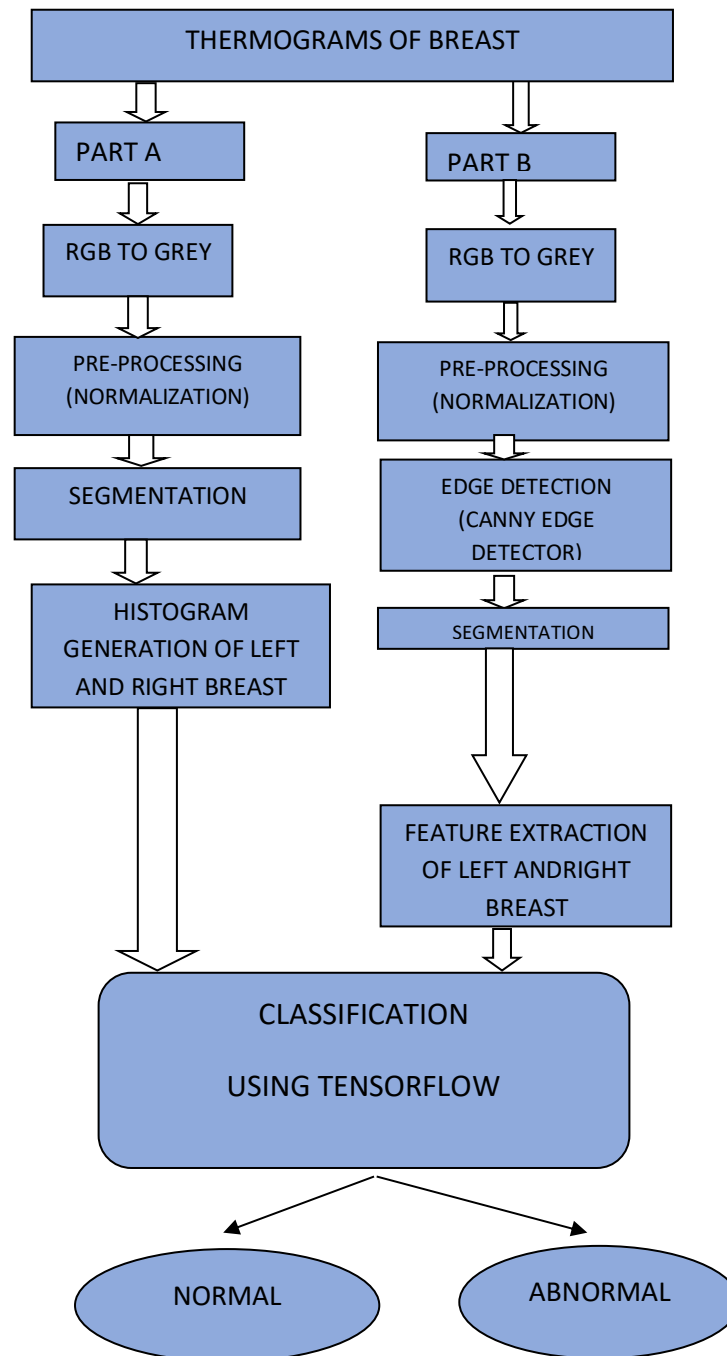 THERMOGRAMS OF BREAST
PART A
RGB TO GREY
PRE-PROCESSING
(NORMALIZATION)
SEGMENTATION
HISTOGRAM
GENERATION OF LEFT
AND RIGHT BREAST
PART B
RGB TO GREY
PRE-PROCESSING
(NORMALIZATION)
EDGE DETECTION
(CANNY EDGE
DETECTOR)
SEGMENTATION
FEATURE EXTRACTION
OF LEFT ANDRIGHT
BREAST
CLASSIFICATION
USING TENSORFLOW
NORMAL
ABNORMAL